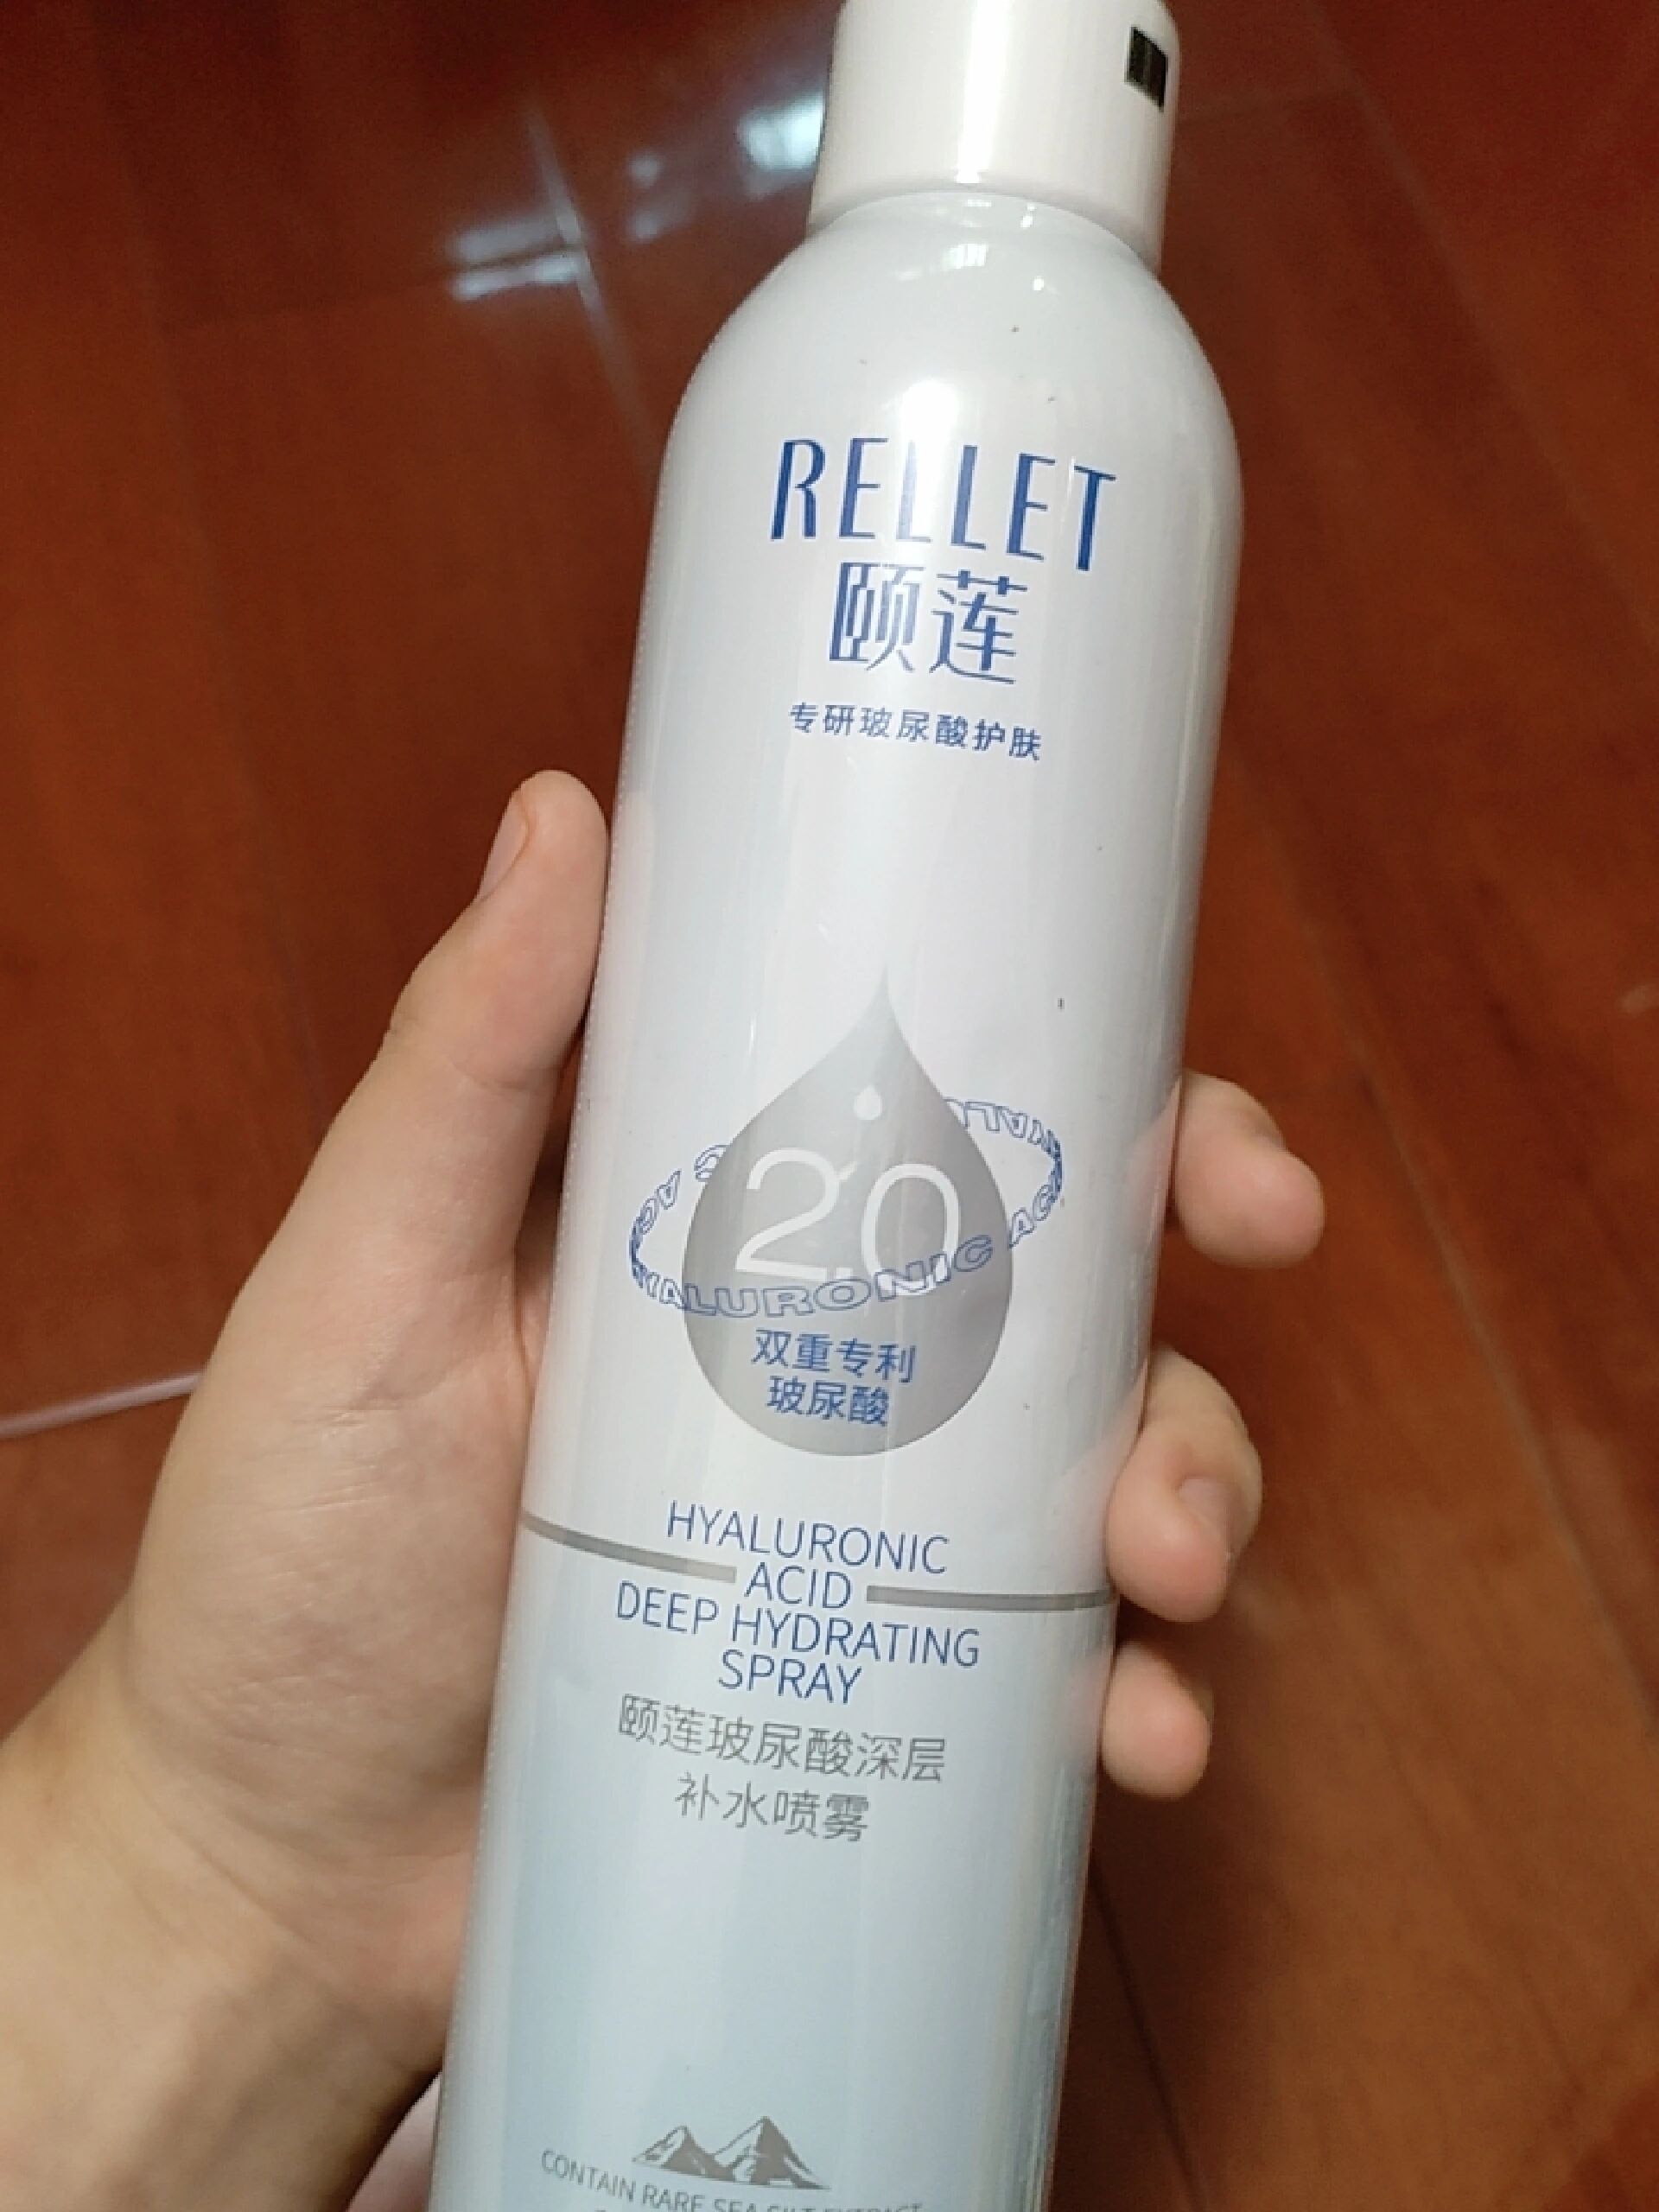 RELLET
颐莲
专研玻尿酸护肤
2.0
HYALURONIC
双重专利
玻尿酸
HYALURONIC
ACID
DEEP HYDRATING
SPRAY
颐莲玻尿酸深层
补水喷雾
CONTAIN RARE SEA SILT EXTRACT